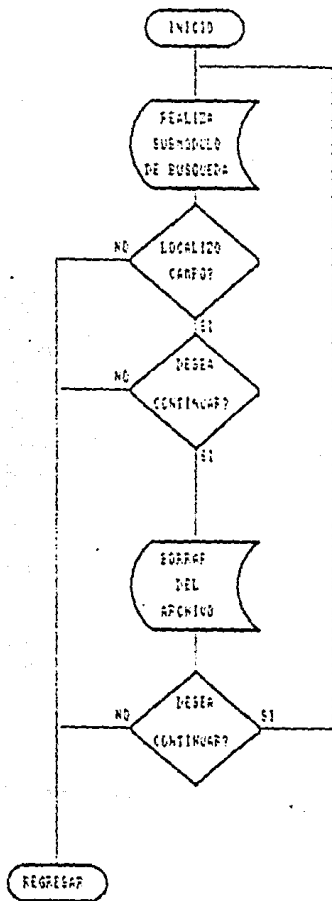 INICIO
REALIZA
SUBMODULO
DE BUSQUEDA
NO
LOCALIZO
CAMPO?
SI
NO
DESEA
CONTINUAR?
SI
BORRAR
DEL
ARCHIVO
NO
DESEA
SI
CONTINUAR?
REGRESAR